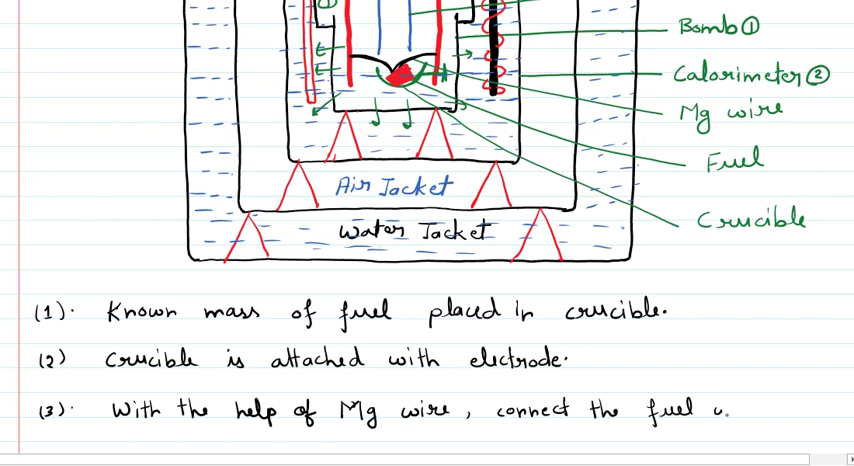 Bomb ①
Calorimeter ②
Mg wire
Fuel
Crucible
Air Jacket
Water Jacket
(1). Known mass of fuel placed in crucible.
(2) Crucible is attached with electrode.
(3). With the help of Mg wire, connect the fuel